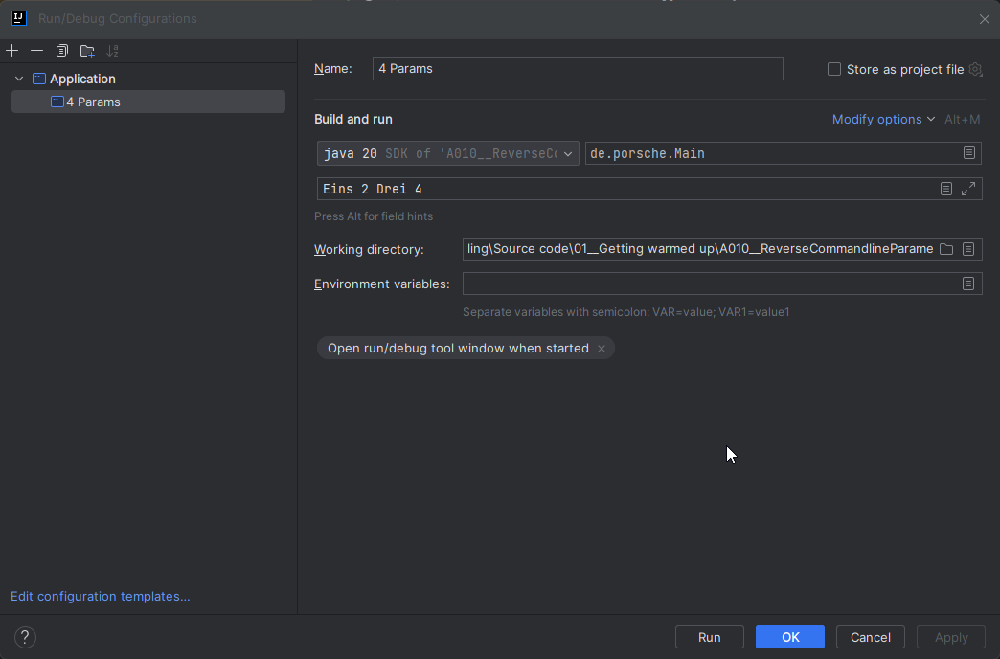 Run/Debug Configurations
Application
4 Params
Edit configuration templates...
Name: 4 Params
Store as project file
Build and run
Modify options Alt+M
java 20 SDK of 'A010__ReverseCo
de.porsche.Main
Eins 2 Drei 4
Press Alt for field hints
Working directory: ling\Source code\01__Getting warmed up\A010__ReverseCommandlineParame
Environment variables:
Separate variables with semicolon: VAR=value; VAR1=value1
Open run/debug tool window when started
?
Run
OK
Cancel
Apply